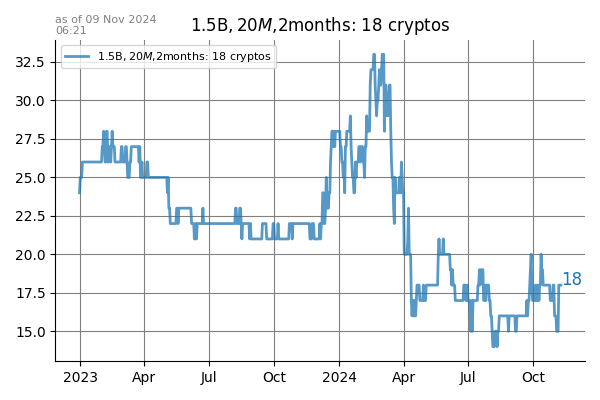 as of 09 Nov 2024
06:21
1.5B, 20M,2months: 18 cryptos
1.5B, 20M,2months: 18 cryptos
32.5
30.0
27.5
25.0
22.5
20.0
17.5
15.0
18
2023 Apr Jul Oct 2024 Apr Jul Oct